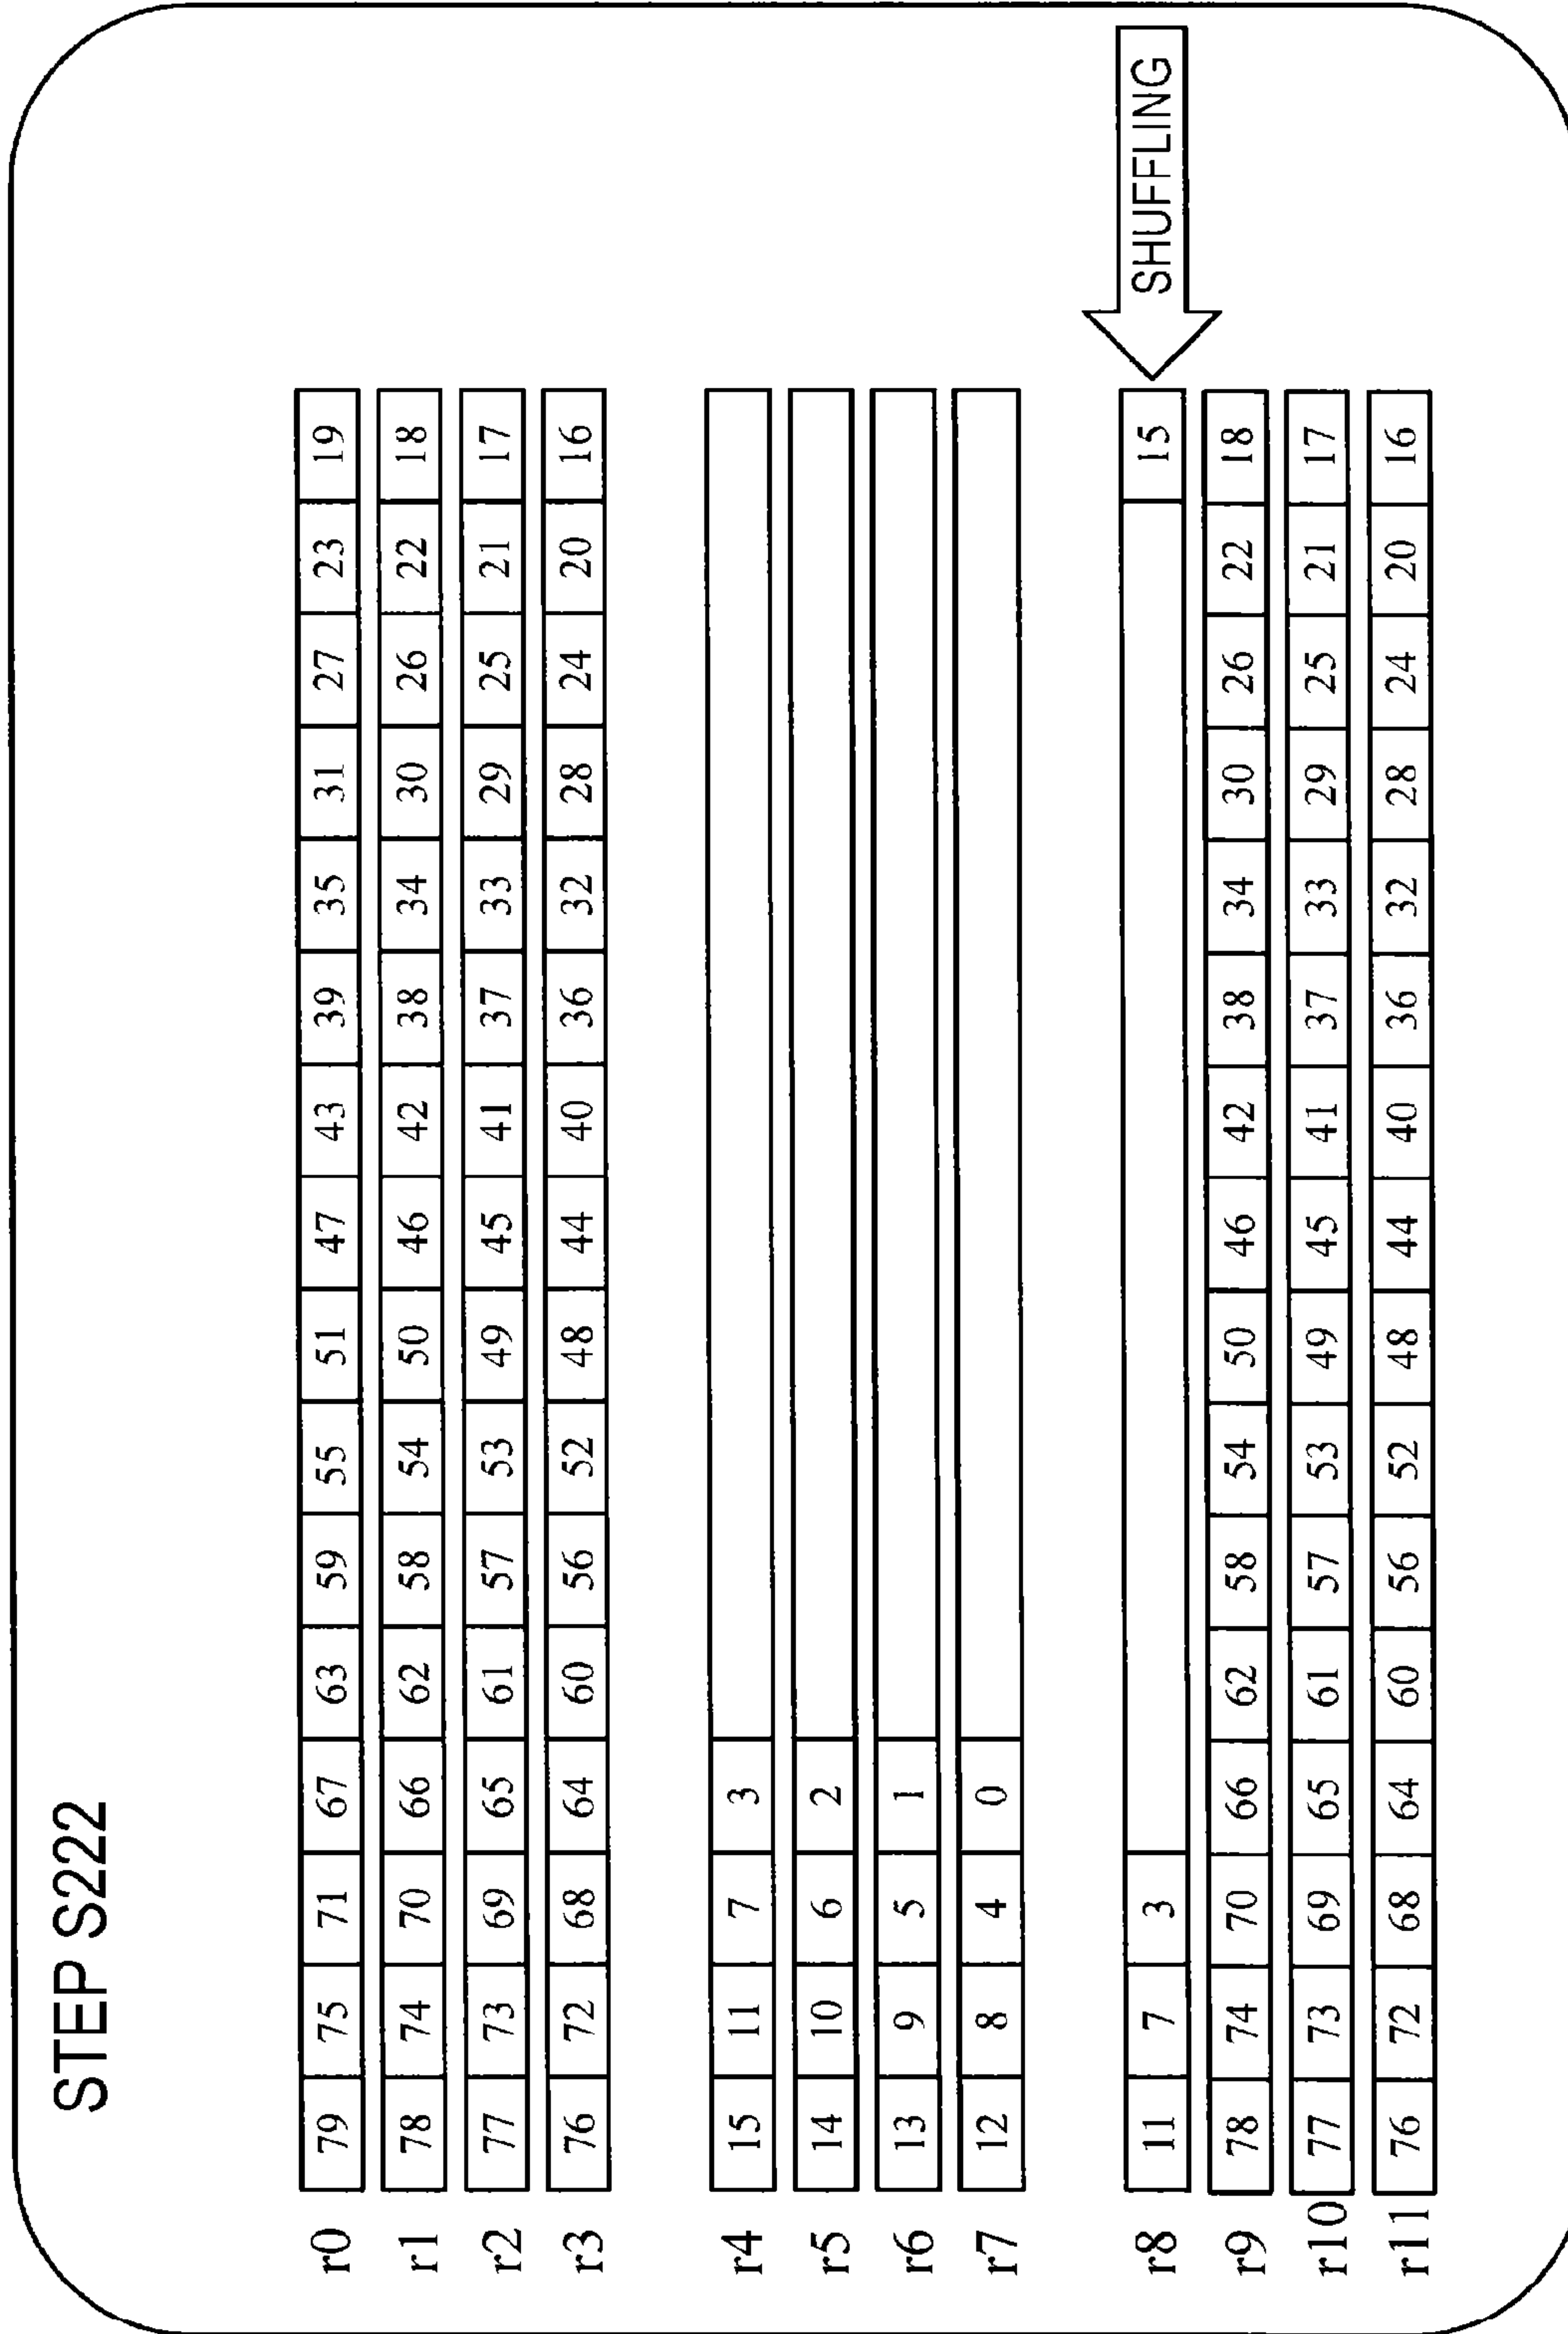 STEP S222
r0 79 75 71 67 63 59 55 51 47 43 39 35 31 27 23 19
r1 78 74 70 66 62 58 54 50 46 42 38 34 30 26 22 18
r2 77 73 69 65 61 57 53 49 45 41 37 33 29 25 21 17
r3 76 72 68 64 60 56 52 48 44 40 36 32 28 24 20 16
r4 15 11 7 3
r5 14 10 6 2
r6 13 9 5 1
r7 12 8 4 0
r8 11 7 3 15 SHUFFLING
r9 78 74 70 66 62 58 54 50 46 42 38 34 30 26 22 18
r10 77 73 69 65 61 57 53 49 45 41 37 33 29 25 21 17
r11 76 72 68 64 60 56 52 48 44 40 36 32 28 24 20 16